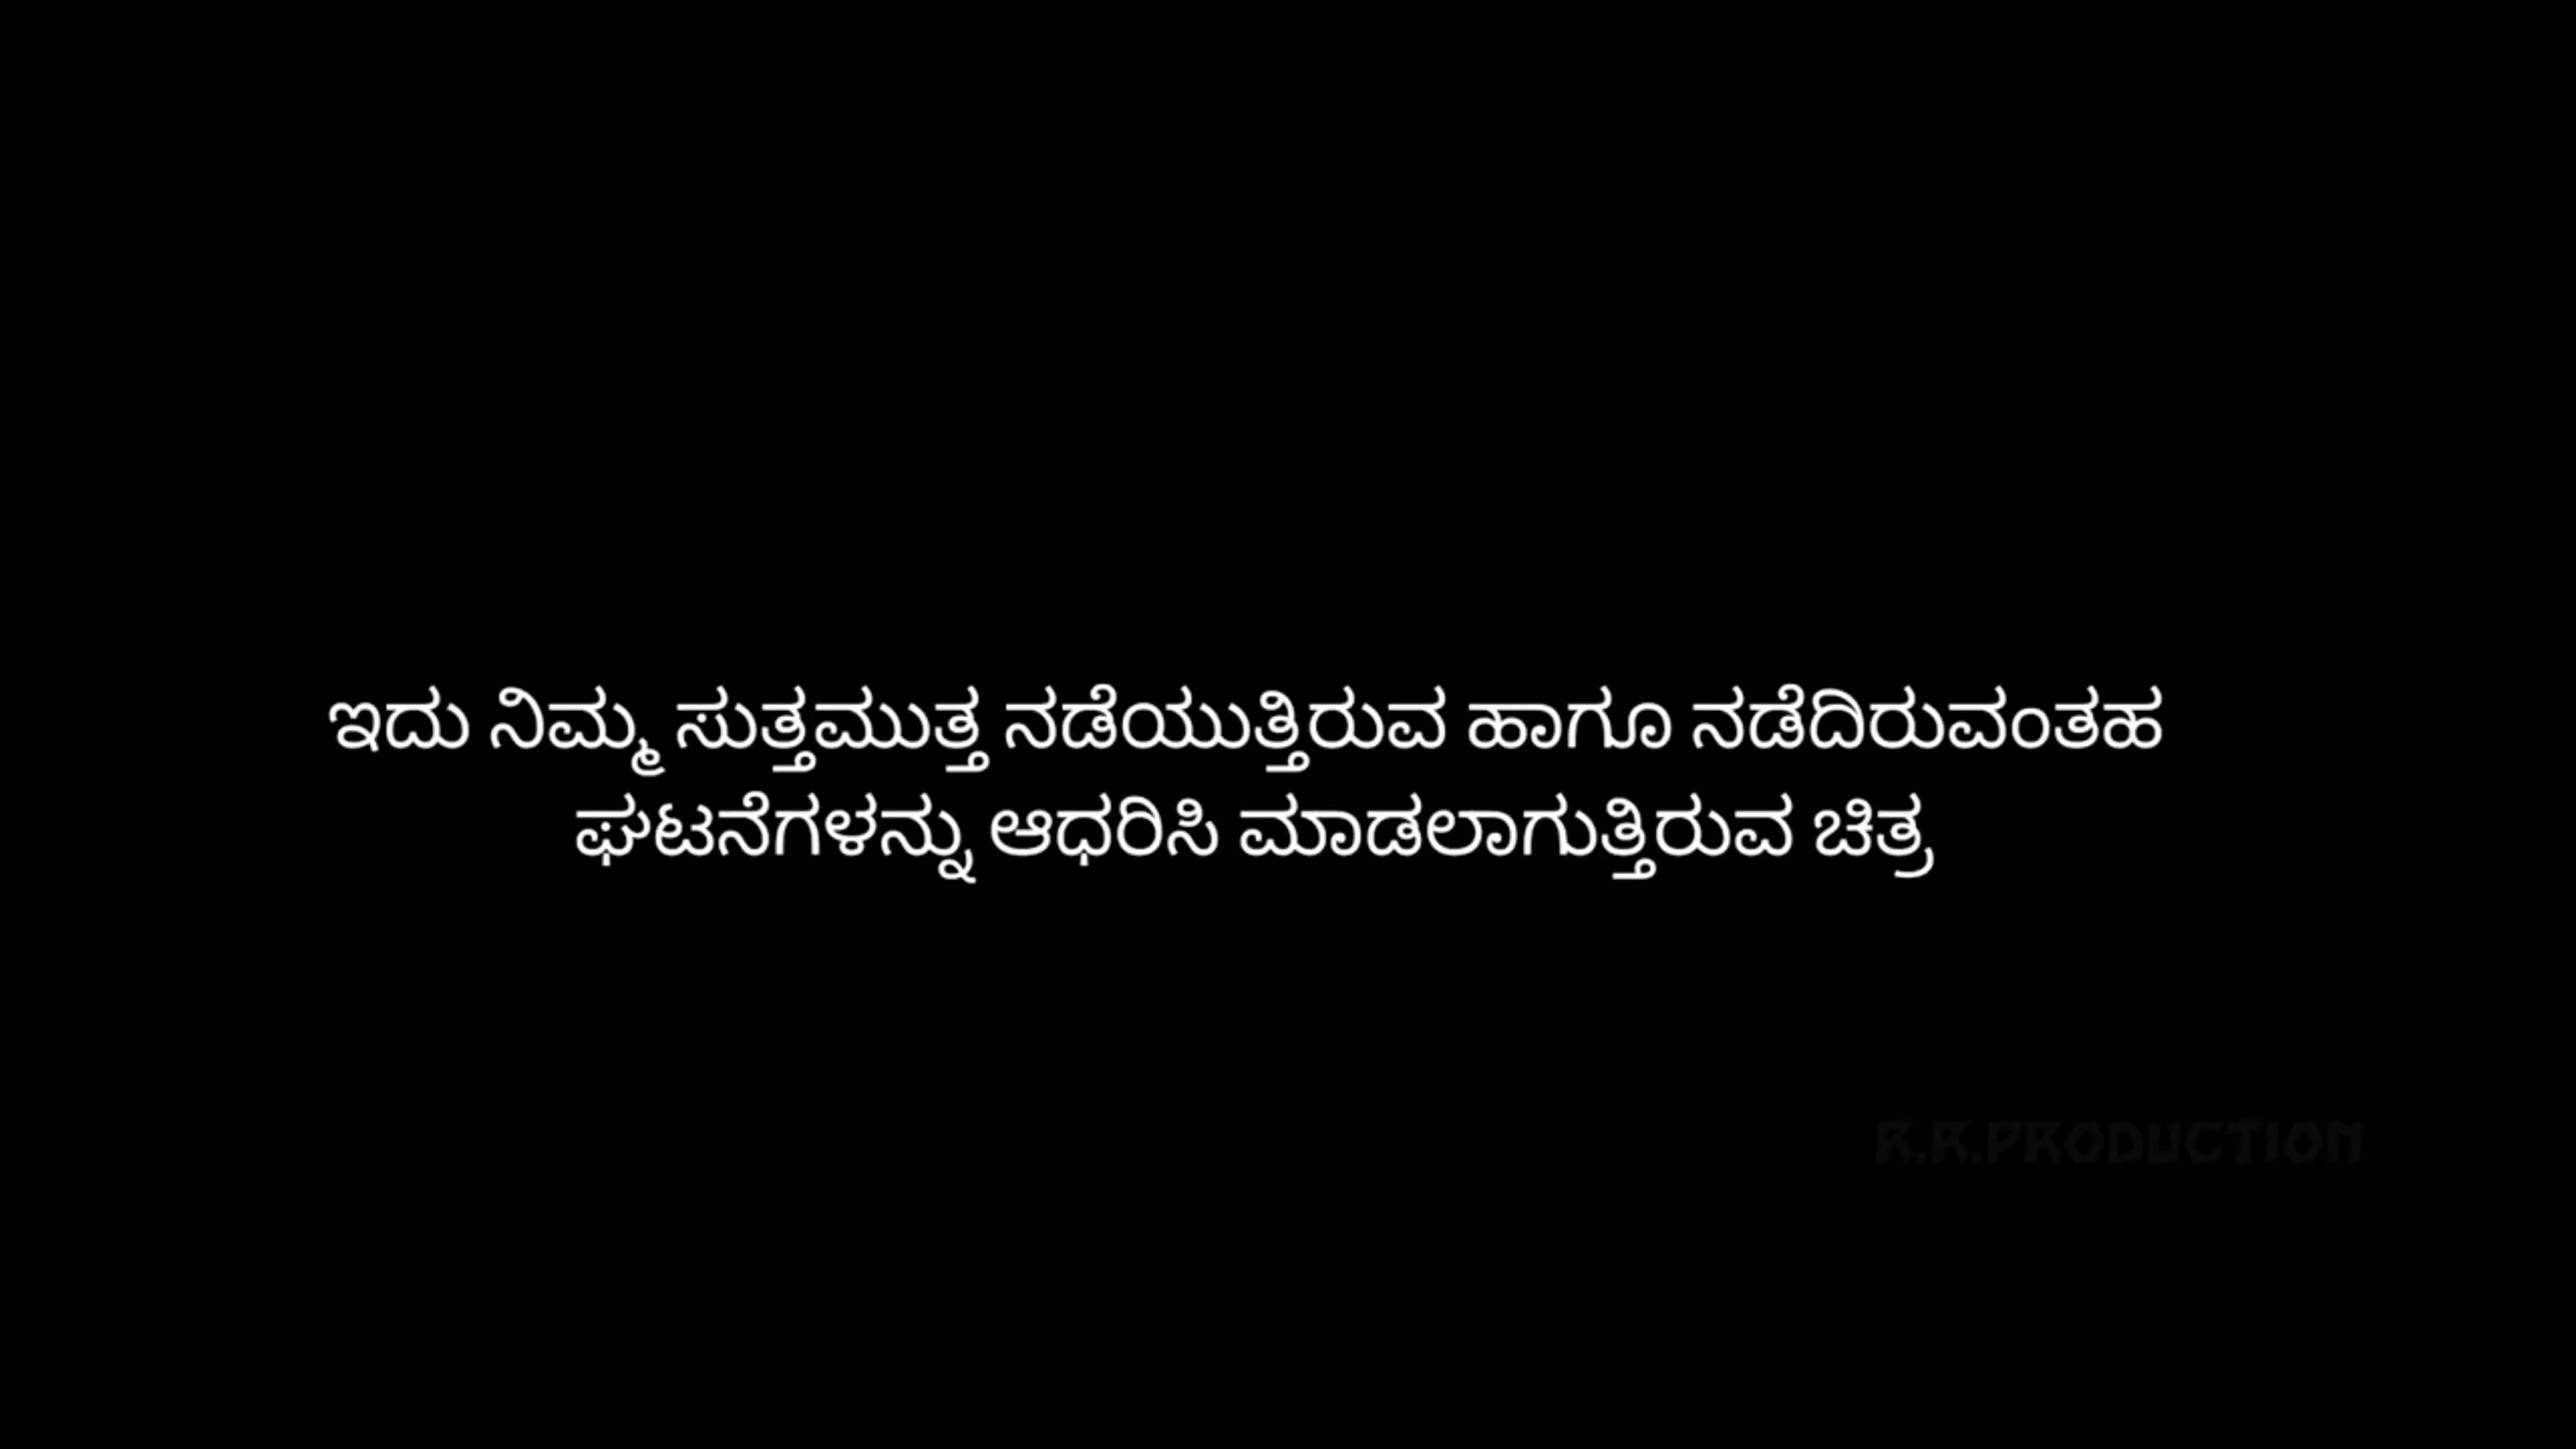 ಇದು ನಿಮ್ಮ ಸುತ್ತಮುತ್ತ ನಡೆಯುತ್ತಿರುವ ಹಾಗೂ ನಡೆದಿರುವಂತಹ
ಘಟನೆಗಳನ್ನು ಆಧರಿಸಿ ಮಾಡಲಾಗುತ್ತಿರುವ ಚಿತ್ರ
R.R.PRODUCTION